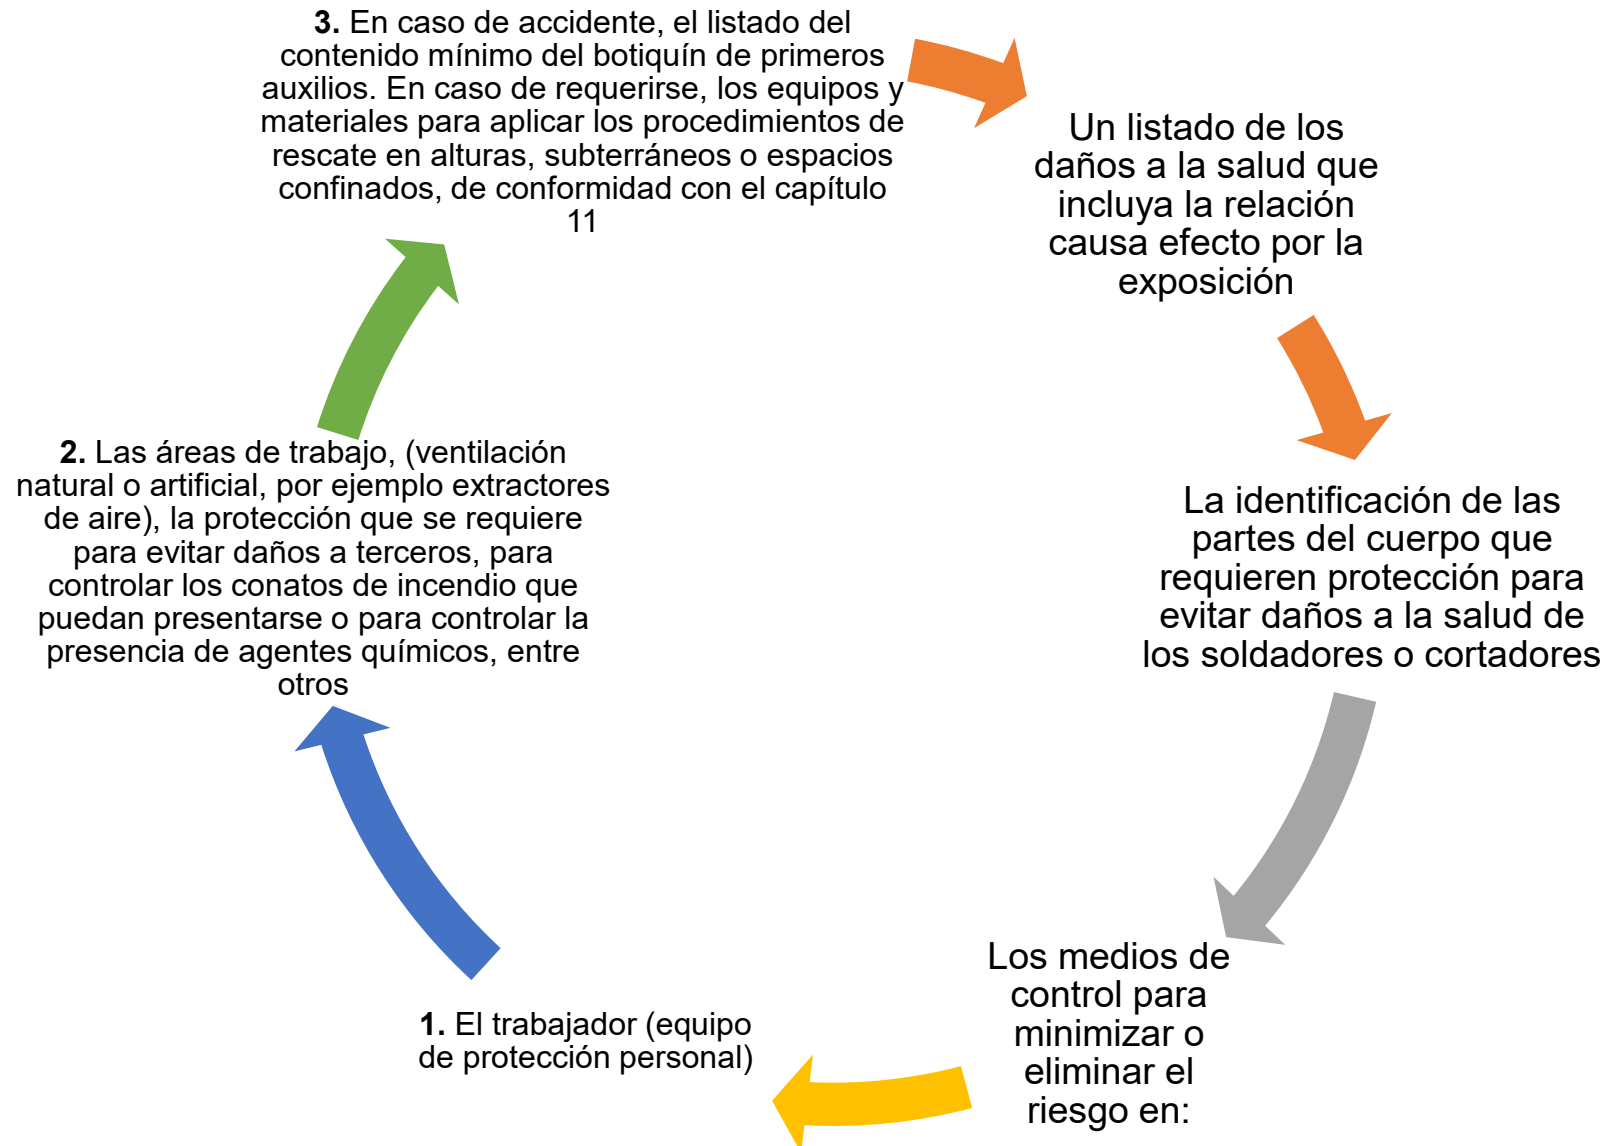 3. En caso de accidente, el listado del
contenido mínimo del botiquín de primeros
auxilios. En caso de requerirse, los equipos y
materiales para aplicar los procedimientos de
rescate en alturas, subterráneos o espacios
confinados, de conformidad con el capítulo
11
Un listado de los
daños a la salud que
incluya la relación
causa efecto por la
exposición
La identificación de las
partes del cuerpo que
requieren protección para
evitar daños a la salud de
los soldadores o cortadores
Los medios de
control para
minimizar o
eliminar el
riesgo en:
1. El trabajador (equipo
de protección personal)
2. Las áreas de trabajo, (ventilación
natural o artificial, por ejemplo extractores
de aire), la protección que se requiere
para evitar daños a terceros, para
controlar los conatos de incendio que
puedan presentarse o para controlar la
presencia de agentes químicos, entre
otros